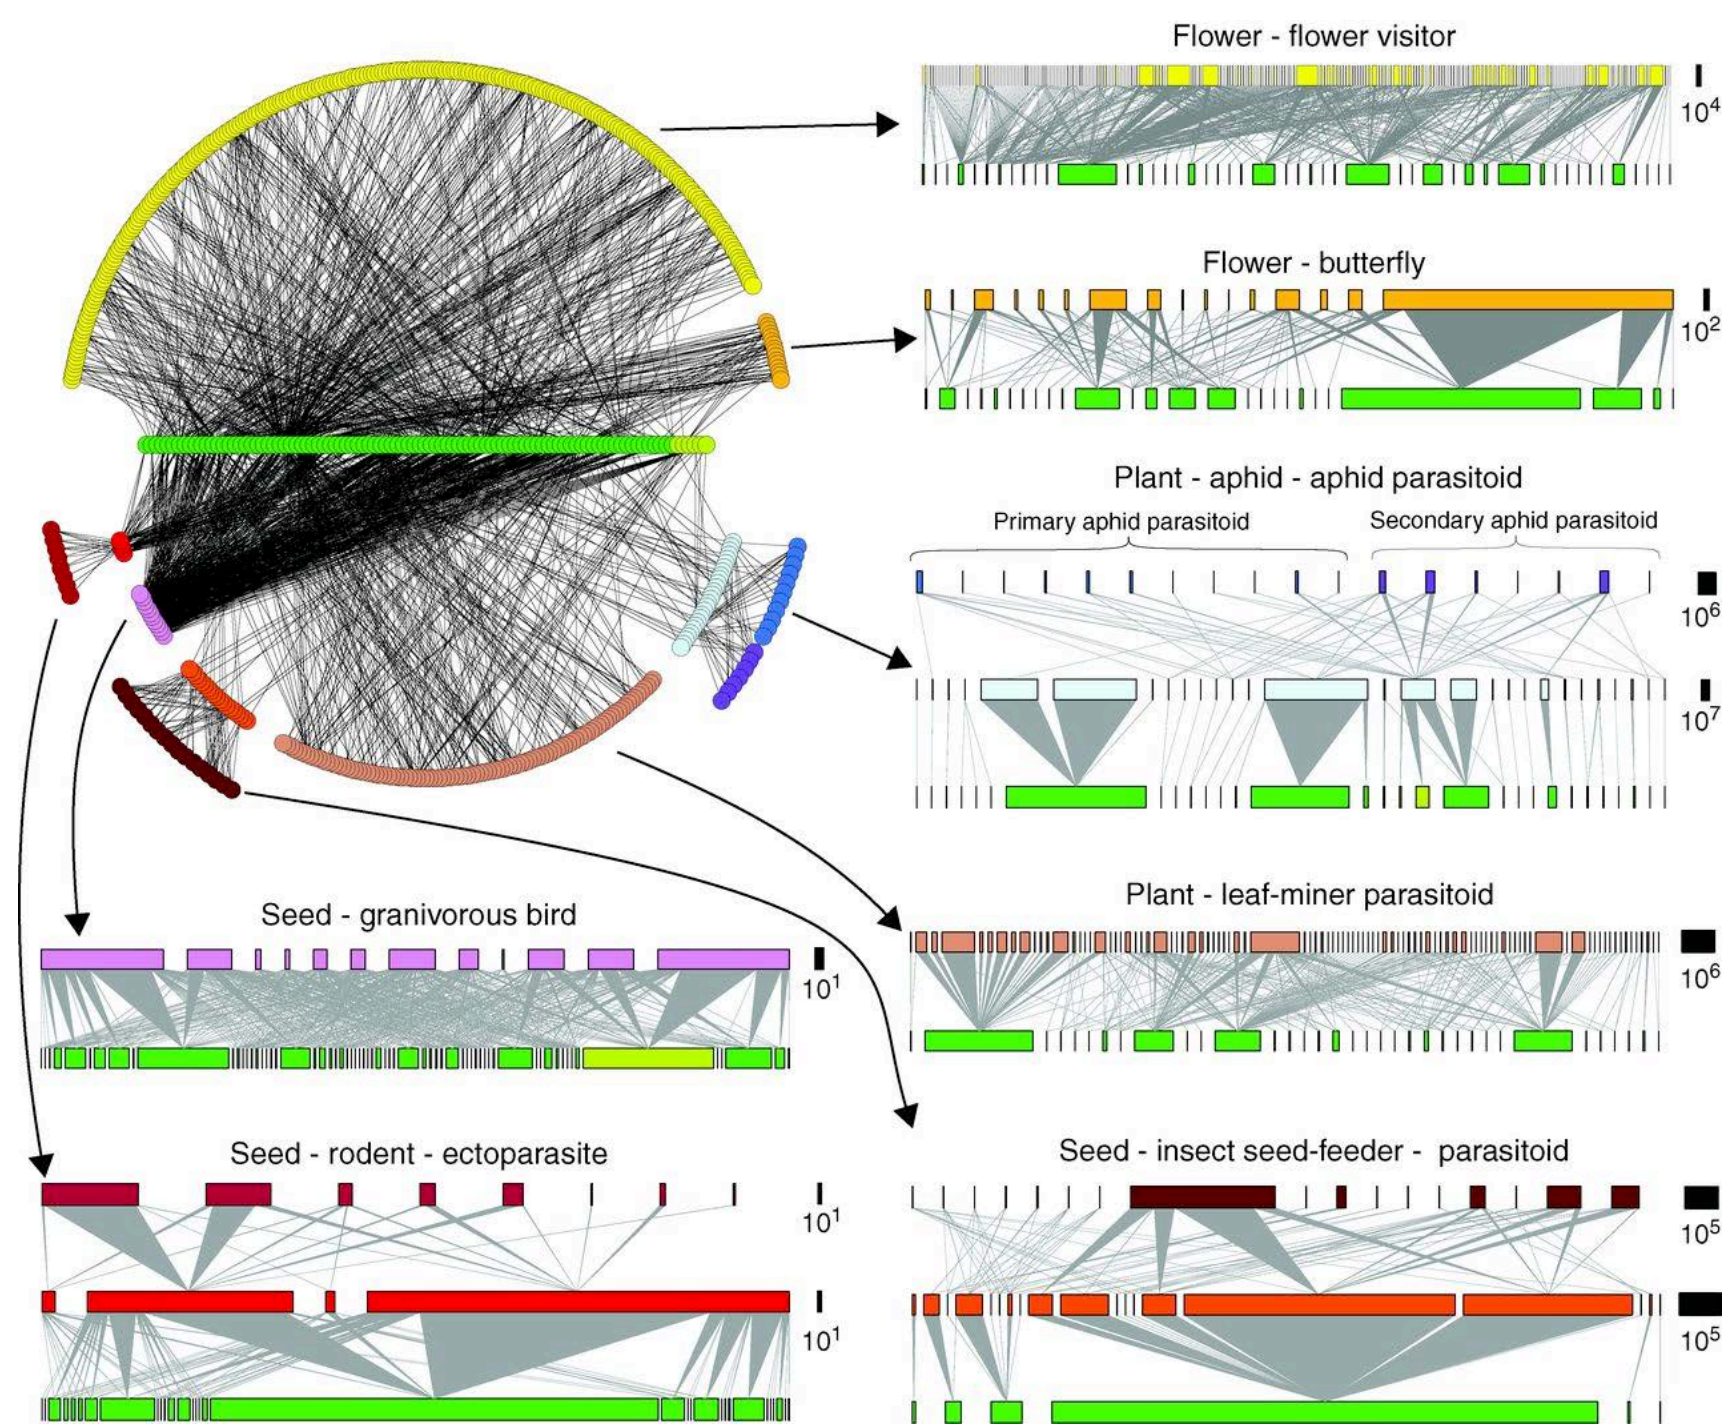 Flower - flower visitor
10⁴
Flower - butterfly
10²
Plant - aphid - aphid parasitoid
Primary aphid parasitoid
Secondary aphid parasitoid
10⁶
10⁷
Plant - leaf-miner parasitoid
10⁶
Seed - granivorous bird
10¹
Seed - rodent - ectoparasite
10¹
10¹
Seed - insect seed-feeder - parasitoid
10⁵
10⁵